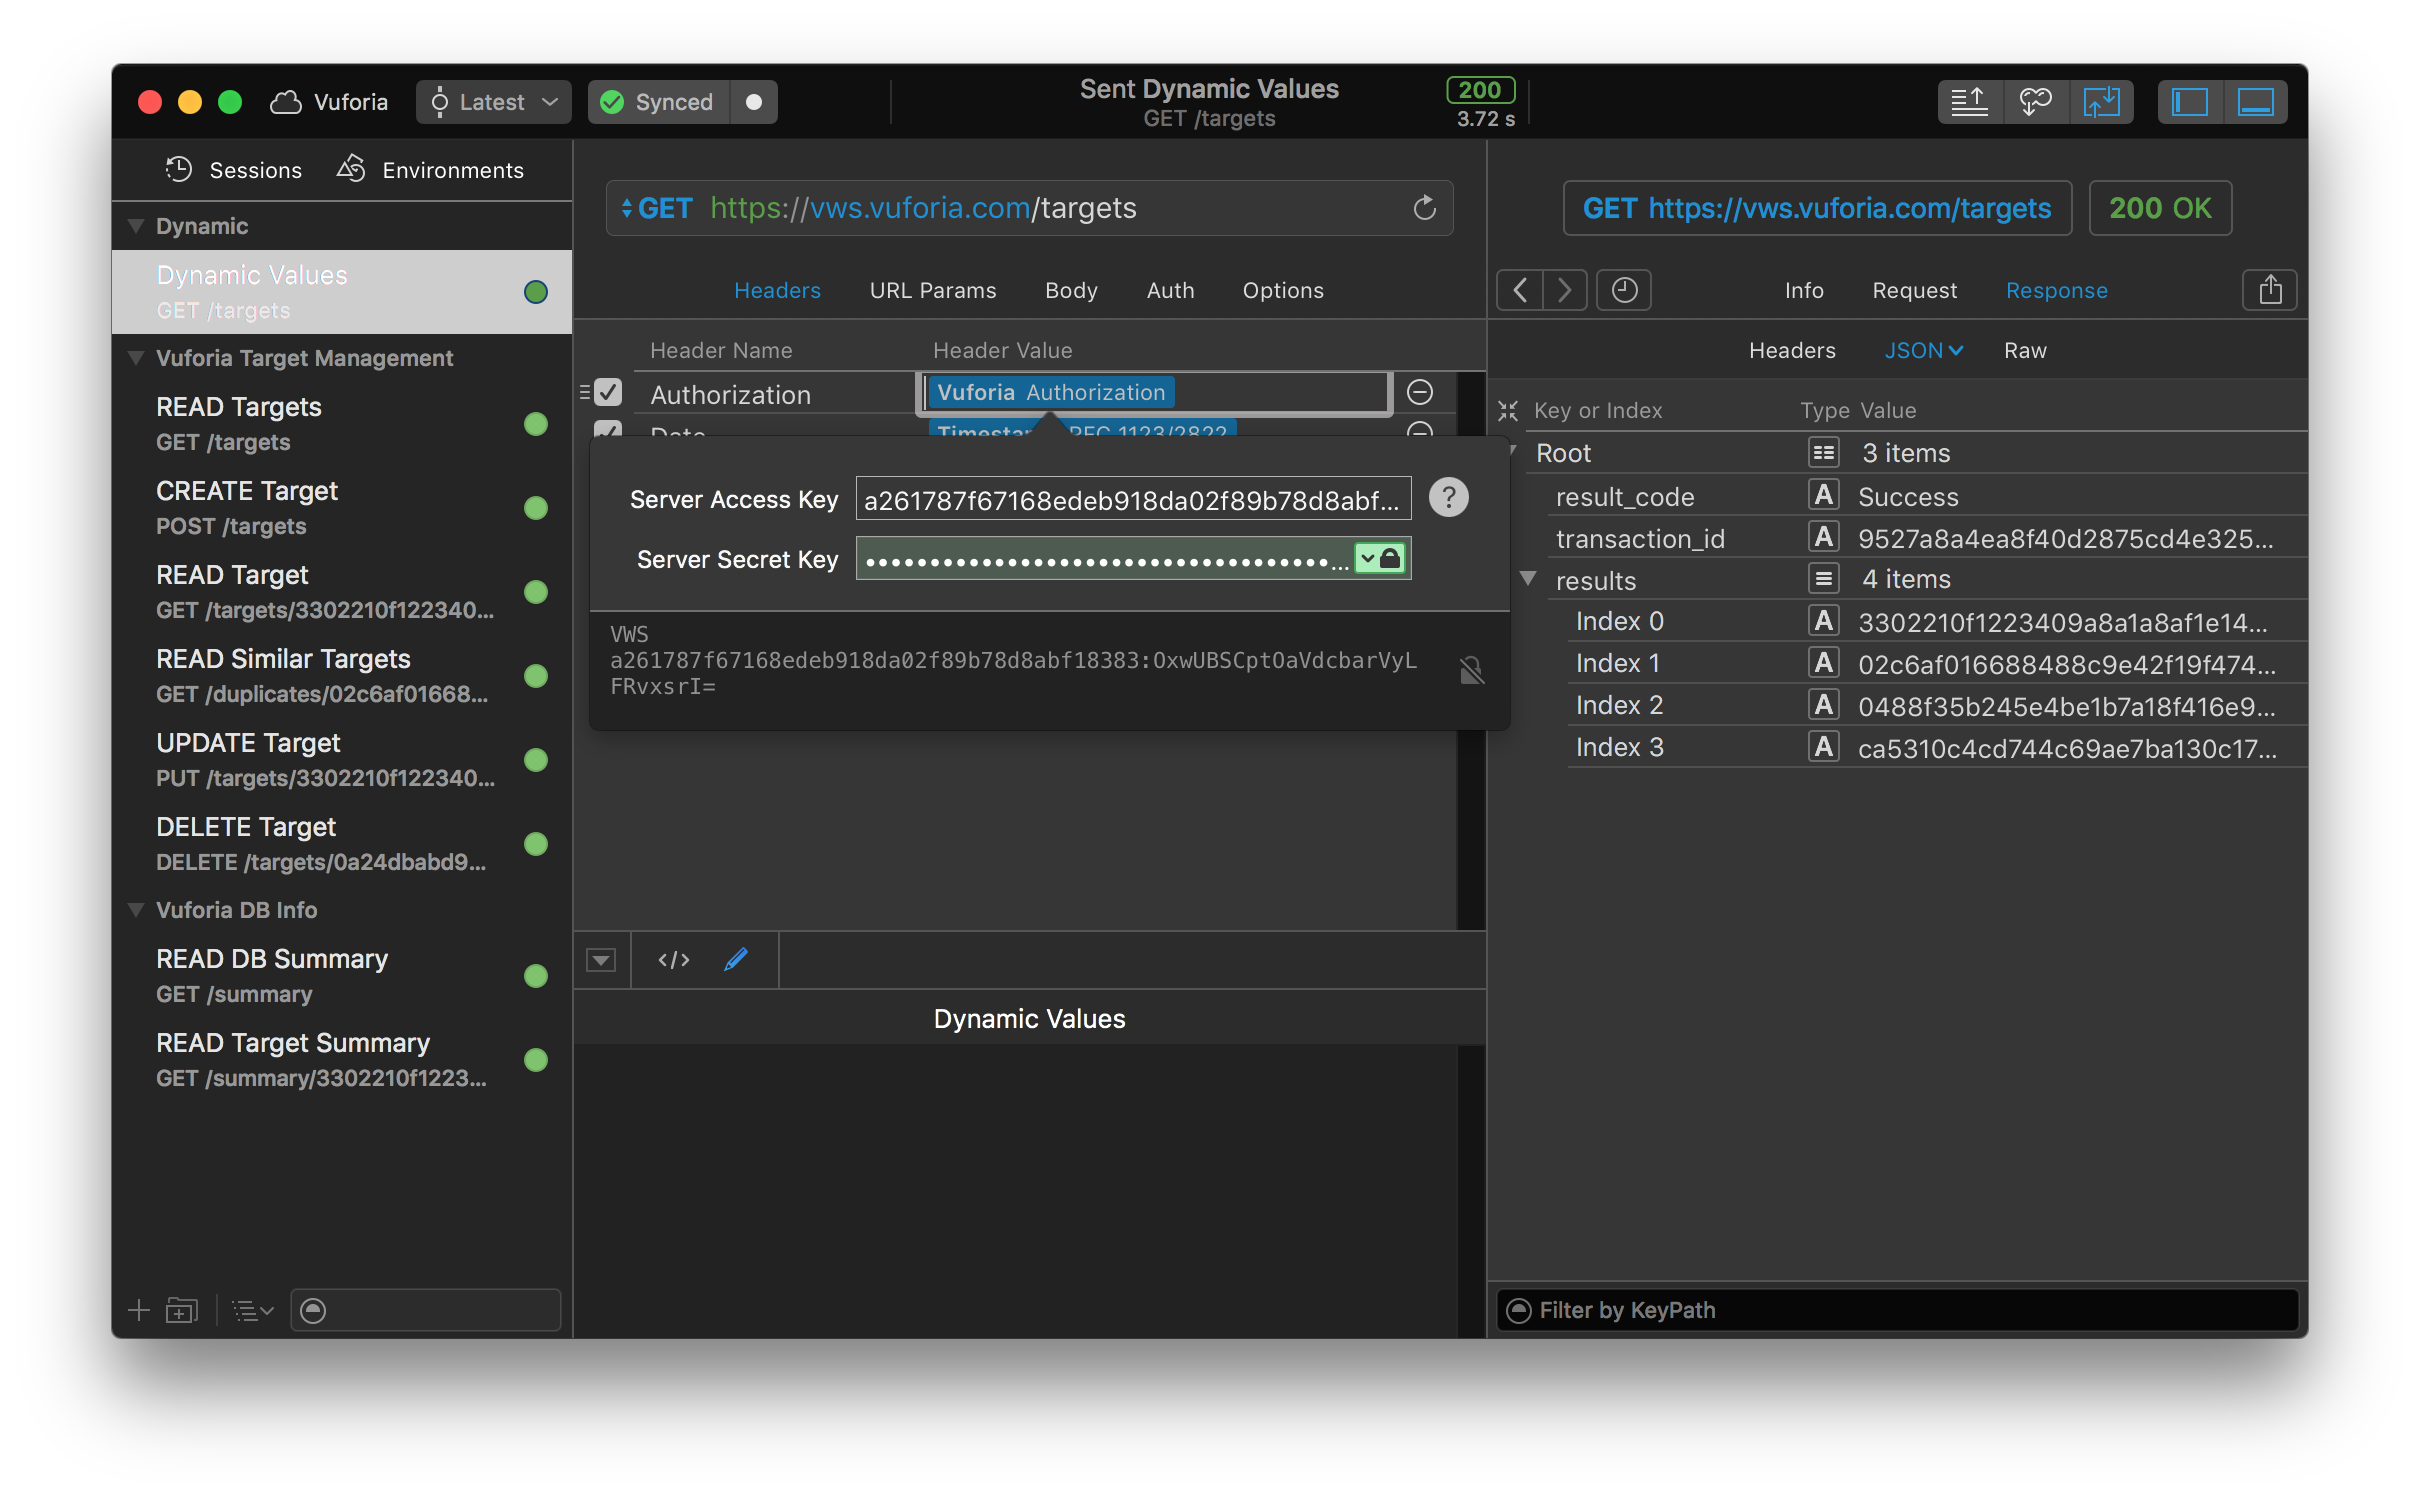 Vuforia
Latest
Synced
Sent Dynamic Values
GET /targets
200
3.72 s
Sessions
Environments
Dynamic
Dynamic Values
GET /targets
Vuforia Target Management
READ Targets
GET /targets
CREATE Target
POST /targets
READ Target
GET /targets/3302210f122340...
READ Similar Targets
GET /duplicates/02c6af01668...
UPDATE Target
PUT /targets/3302210f122340...
DELETE Target
DELETE /targets/0a24dbabd9...
Vuforia DB Info
READ DB Summary
GET /summary
READ Target Summary
GET /summary/3302210f1223...
GET https://vws.vuforia.com/targets
Headers URL Params Body Auth Options
Header Name Header Value
Authorization Vuforia Authorization
Date RFC 1123/2822
Server Access Key a261787f67168edeb918da02f89b78d8abf...
?
Server Secret Key
VWS
a261787f67168edeb918da02f89b78d8abf18383:OxwUBSCptOaVdcbarVyL
FRvxsrI=
</>
Dynamic Values
GET https://vws.vuforia.com/targets
200 OK
Info Request Response
Headers JSON Raw
Key or Index Type Value
Root 3 items
result_code A Success
transaction_id A 9527a8a4ea8f40d2875cd4e325...
results 4 items
Index 0 A 3302210f1223409a8a1a8af1e14...
Index 1 A 02c6af016688488c9e42f19f474...
Index 2 A 0488f35b245e4be1b7a18f416e9...
Index 3 A ca5310c4cd744c69ae7ba130c17...
Filter by KeyPath